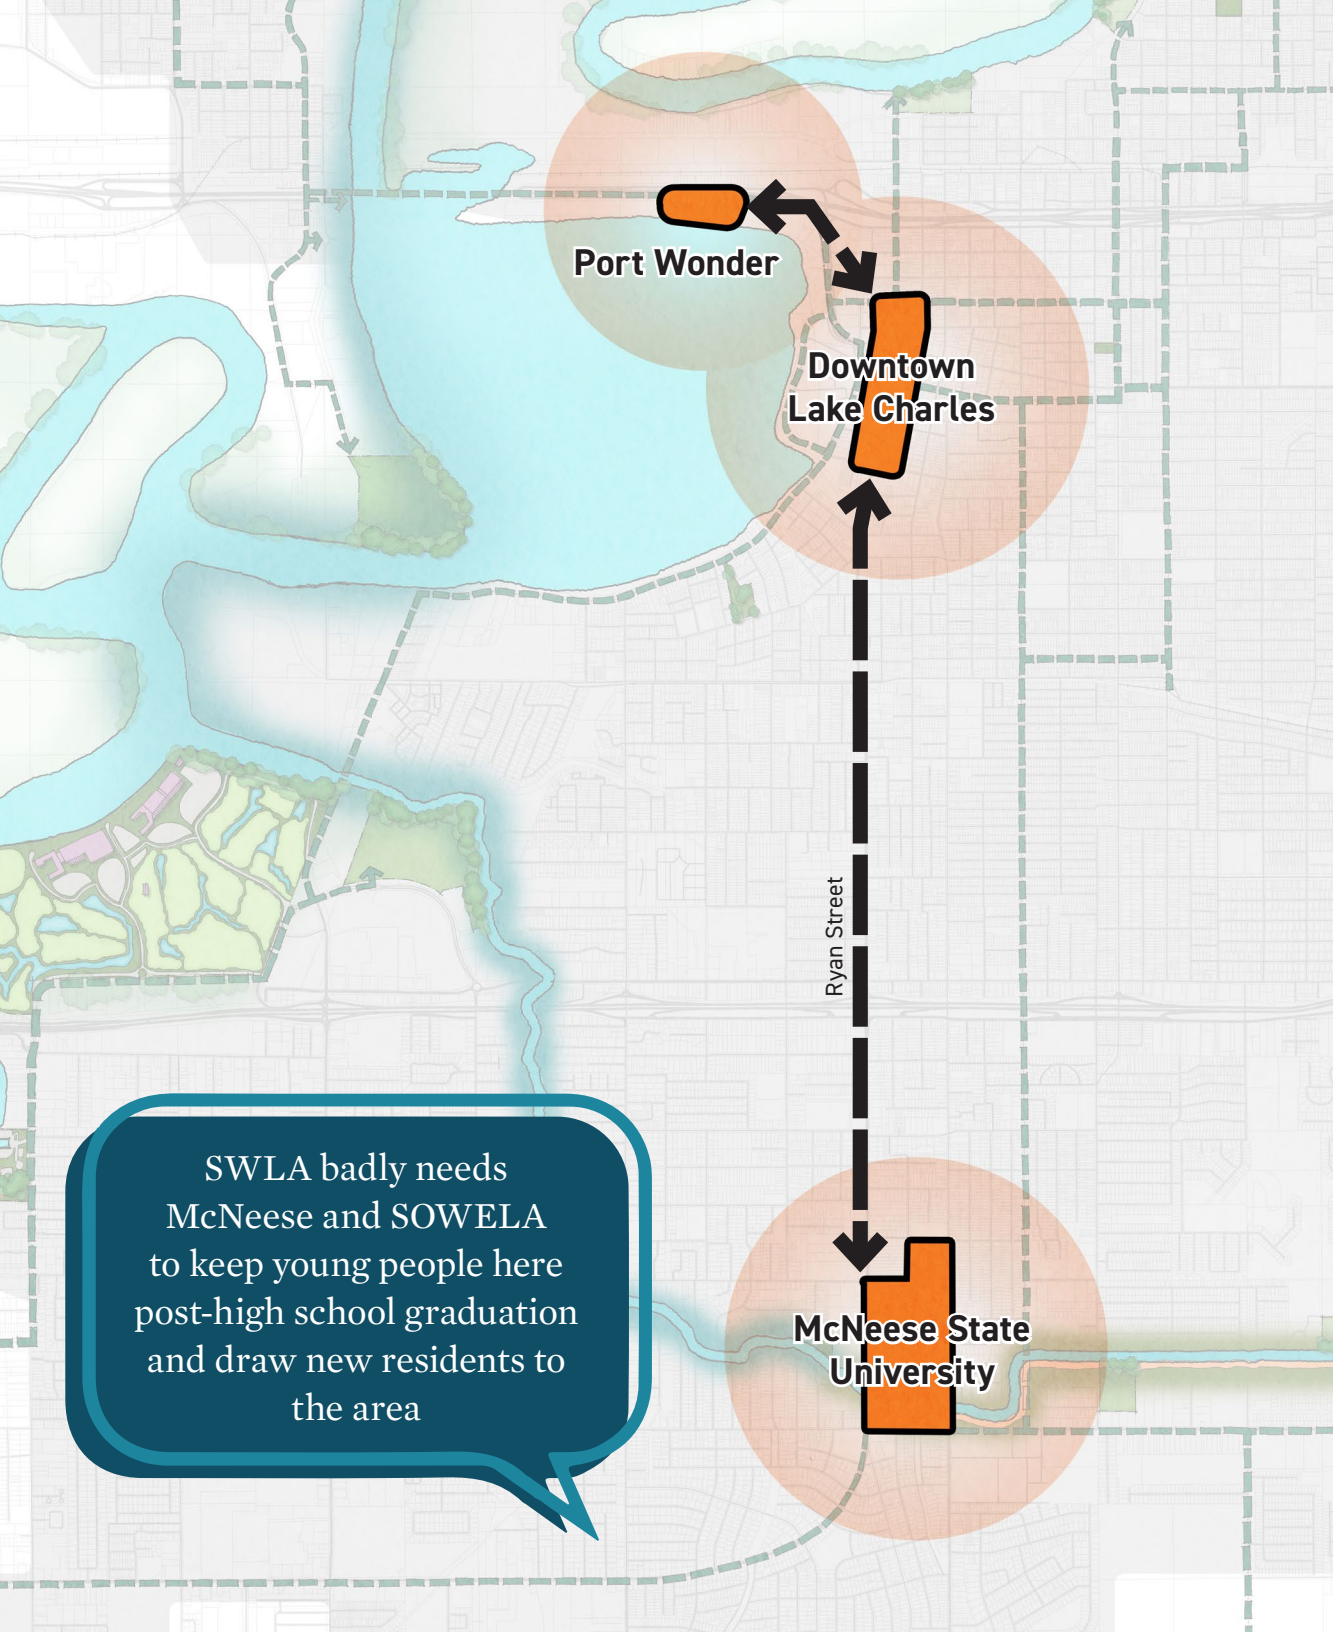 Port Wonder
Downtown
Lake Charles
Ryan Street
SWLA badly needs
McNeese and SOWELA
to keep young people here
post-high school graduation
and draw new residents to
the area
McNeese State
University